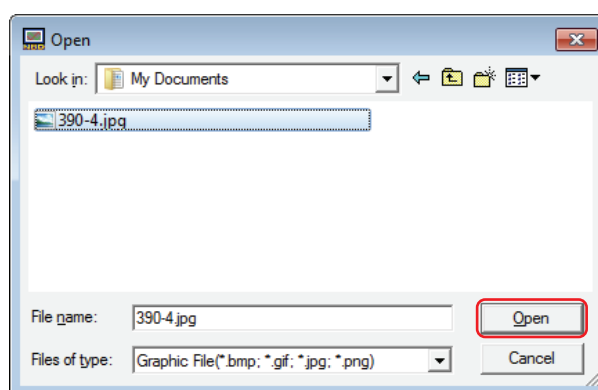 Open
Look in: My Documents
390-4.jpg
File name: 390-4.jpg Open
Files of type: Graphic File(*.bmp; *.gif; *.jpg; *.png) Cancel